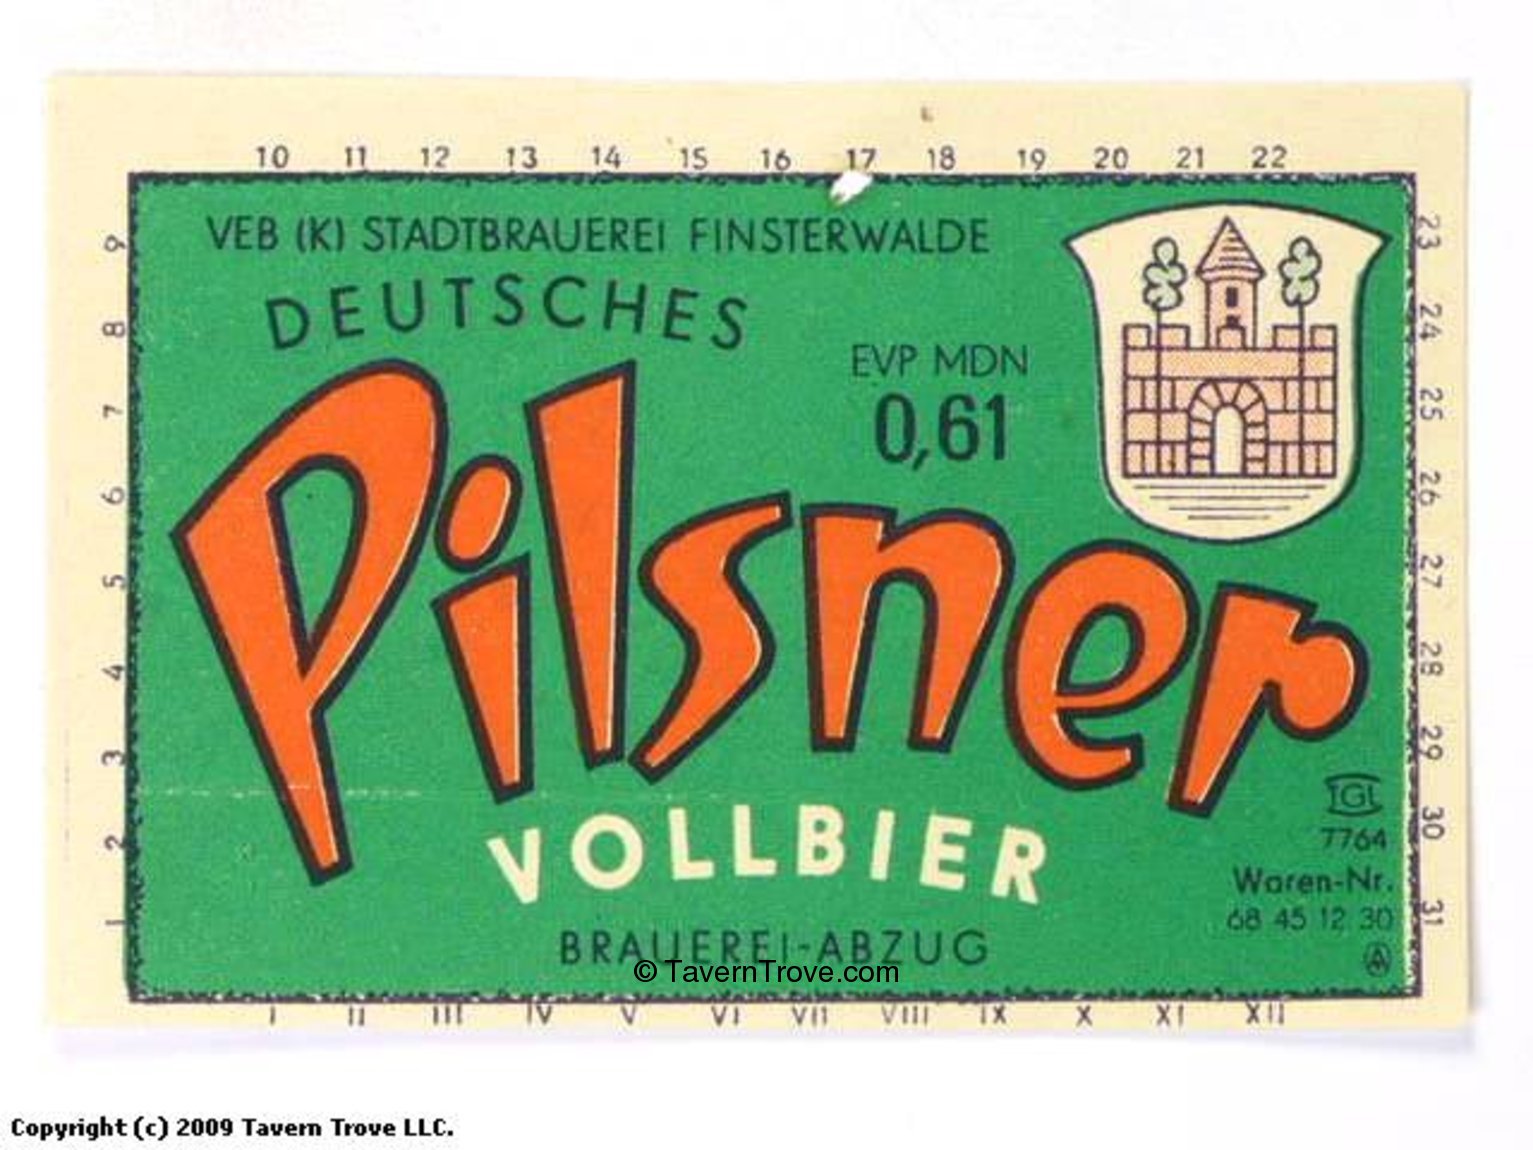 10 11 12 13 14 15 16 17 18 19 20 21 22
VEB (K) STADTBRAUEREI FINSTERWALDE
DEUTSCHES
EVP MDN
0,61
Pilsner
VOLLBIER
BRAUEREI-ABZUG
TGL
7764
Waren-Nr.
68 45 12 30
1 2 3 4 5 6 7 8 9
23 24 25 26 27 28 29 30 31
I II III IV V VI VII VIII IX X XI XII
© TavernTrove.com
Copyright (c) 2009 Tavern Trove LLC.